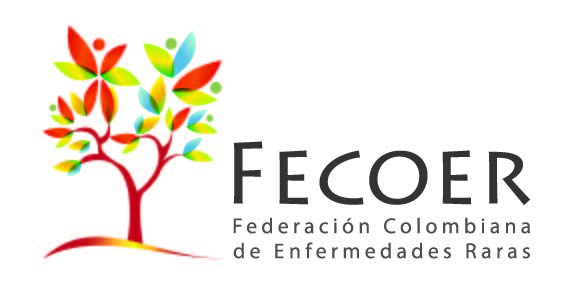 FECOER
Federación Colombiana
de Enfermedades Raras